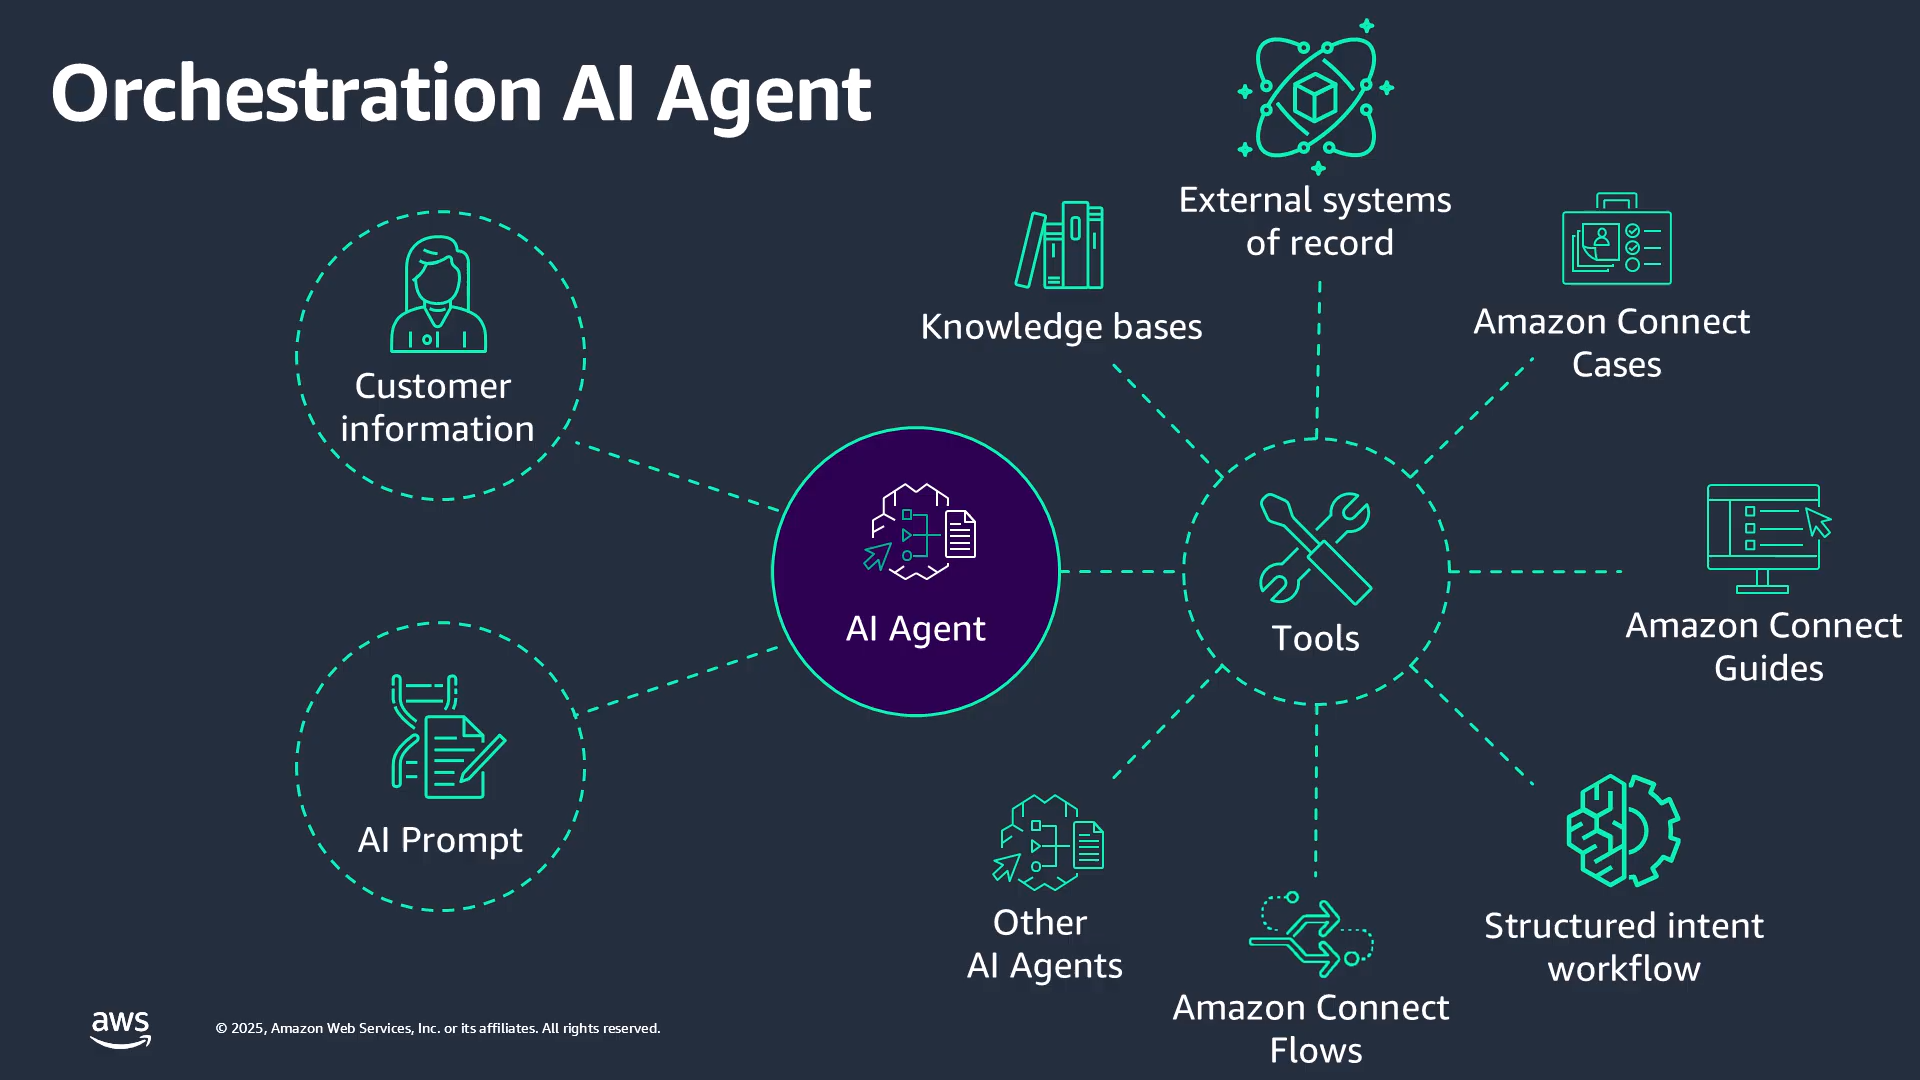 Orchestration AI Agent
External systems
of record
Knowledge bases
Amazon Connect
Cases
Customer
information
AI Agent
Tools
Amazon Connect
Guides
AI Prompt
Other
AI Agents
Structured intent
workflow
Amazon Connect
Flows
aws
© 2025, Amazon Web Services, Inc. or its affiliates. All rights reserved.